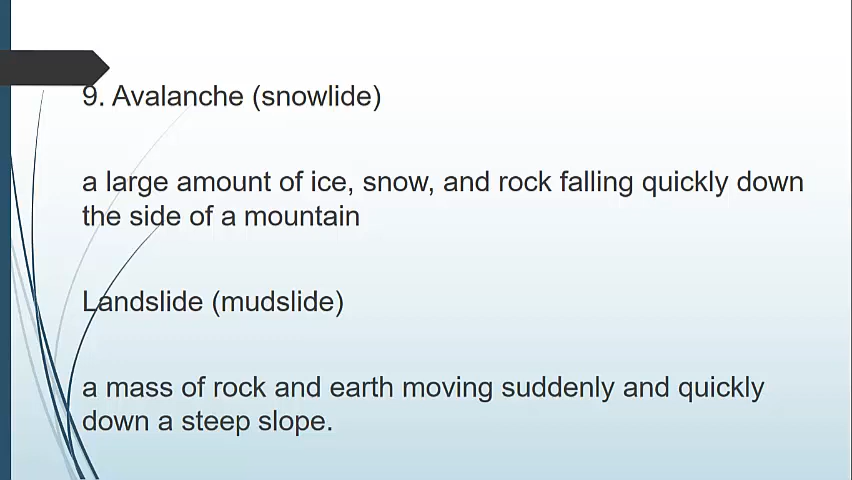 9. Avalanche (snowlide)
a large amount of ice, snow, and rock falling quickly down
the side of a mountain
Landslide (mudslide)
a mass of rock and earth moving suddenly and quickly
down a steep slope.